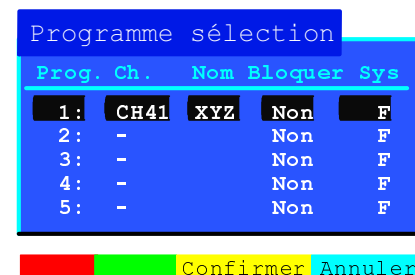 Programme sélection
Prog. Ch. Nom Bloquer Sys
1: CH41 XYZ Non F
2: - Non F
3: - Non F
4: - Non F
5: - Non F
Confirmer Annuler